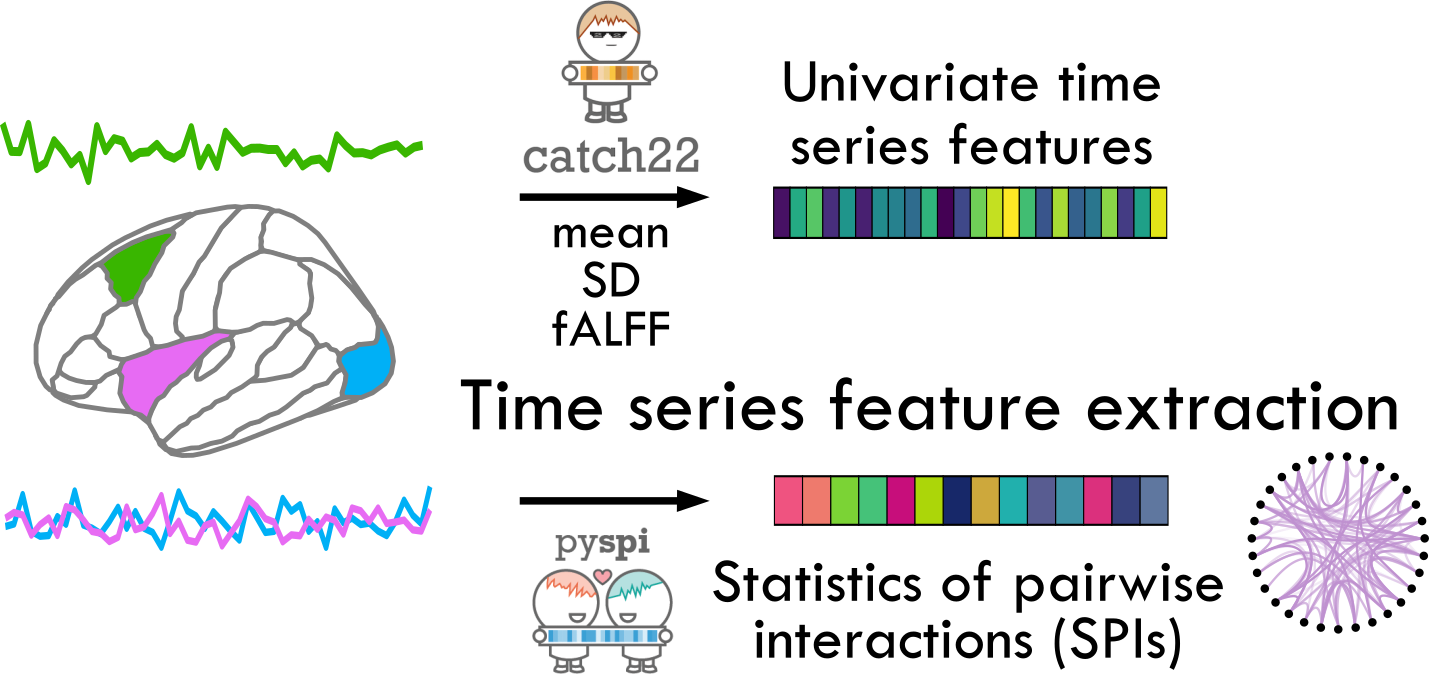 catch22
mean
SD
fALFF
Univariate time
series features
Time series feature extraction
pyspi
Statistics of pairwise
interactions (SPIs)